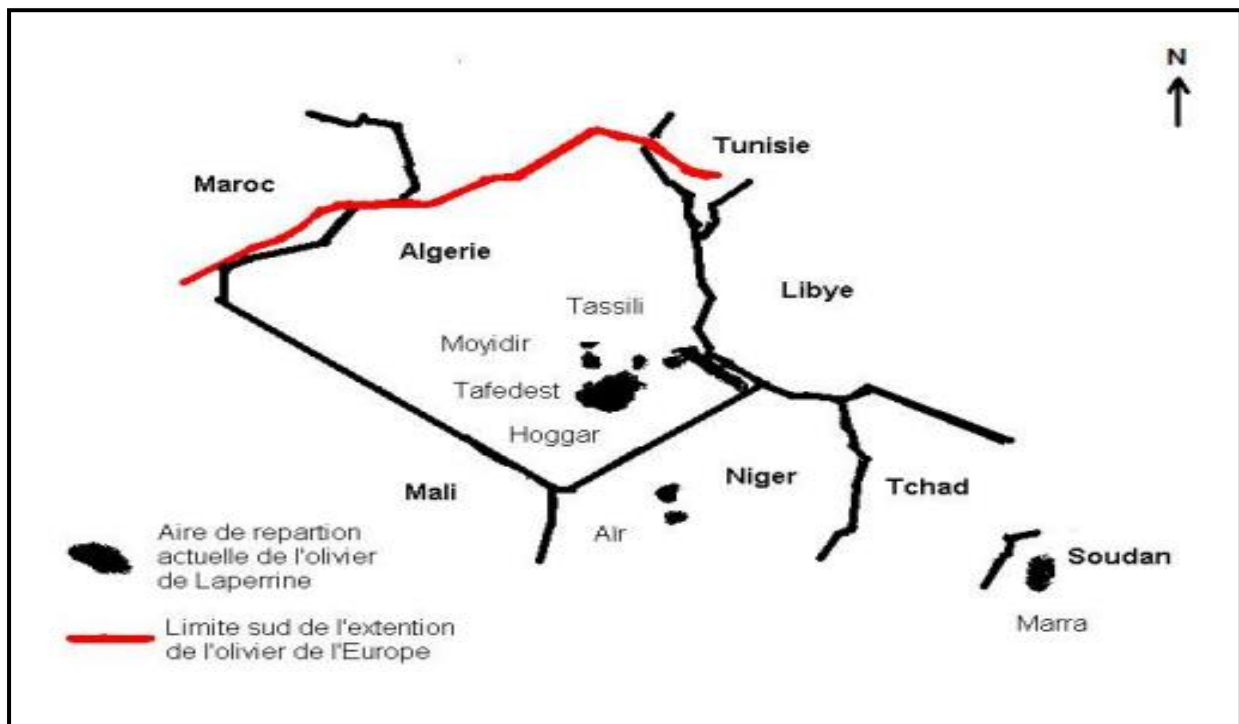 N
Tunisie
Maroc
Algerie
Libye
Tassili
Moyidir
Tafedest
Hoggar
Niger
Tchad
Mali
Aïr
Soudan
Marra
Aire de repartion
actuelle de l'olivier
de Laperrine
Limite sud de l'extention
de l'olivier de l'Europe